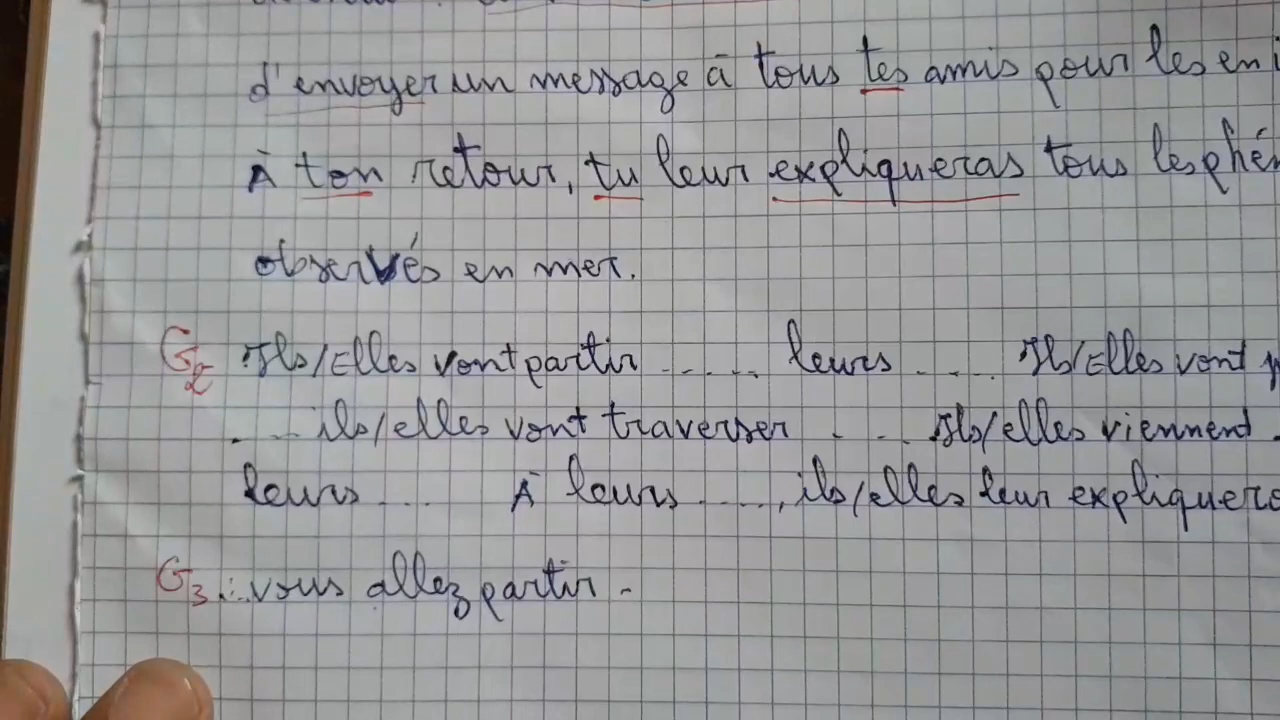 d'envoyer un message à tous tes amis pour les en
À ton retour, tu leur expliqueras tous les phé
observés en mer.
G2 Ils/Elles vont partir ...... leurs ..... Ils/Elles vont
.... ils/elles vont traverser .... Ils/elles viennent
leurs .... À leurs ....., ils/elles leur expliquero
G3 : vous allez partir -